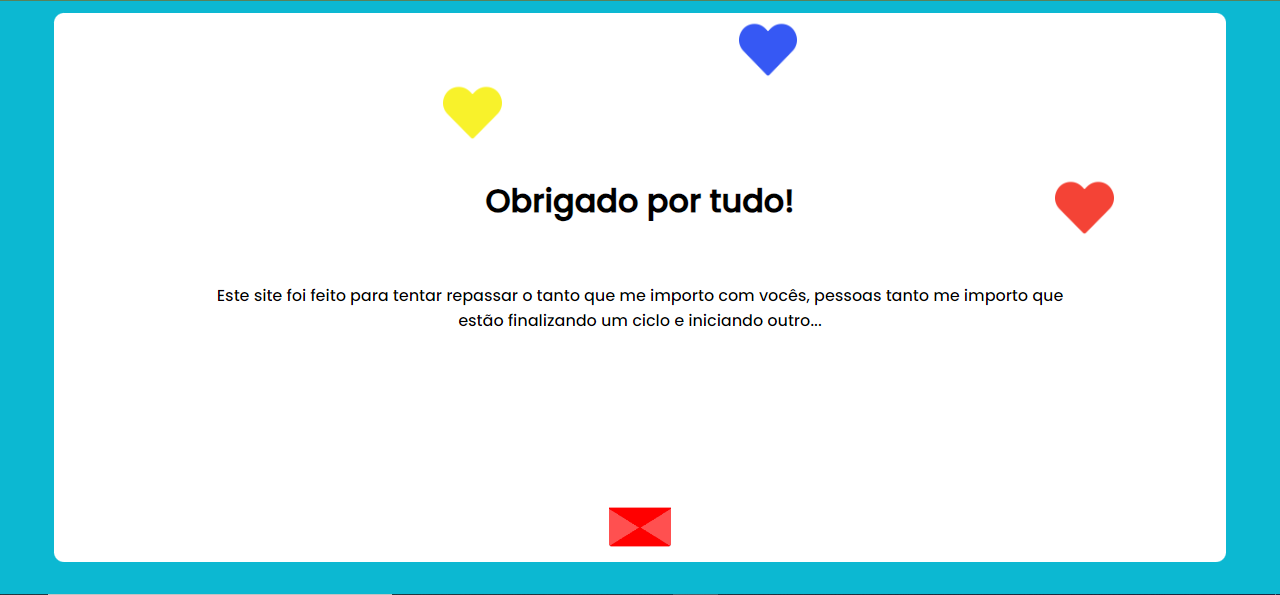 Obrigado por tudo!
Este site foi feito para tentar repassar o tanto que me importo com vocês, pessoas tanto me importo que
estão finalizando um ciclo e iniciando outro...